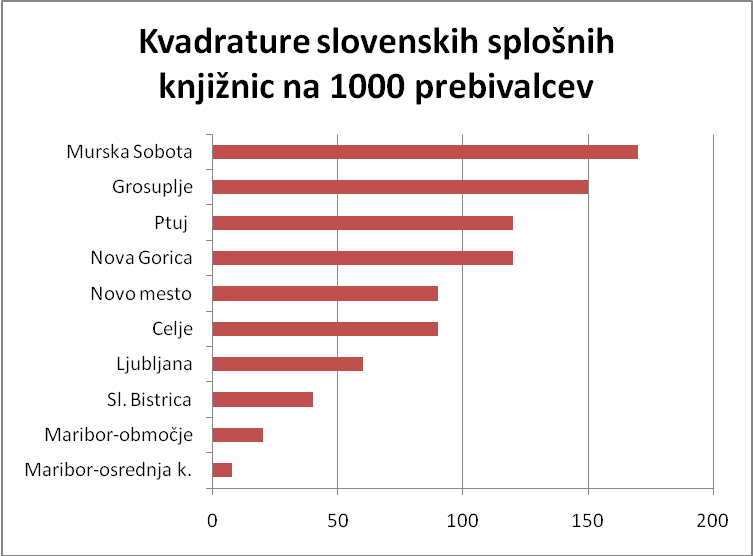 Kvadrature slovenskih splošnih
knjižnic na 1000 prebivalcev
Murska Sobota
Grosuplje
Ptuj
Nova Gorica
Novo mesto
Celje
Ljubljana
Sl. Bistrica
Maribor-območje
Maribor-osrednja k.
0 50 100 150 200